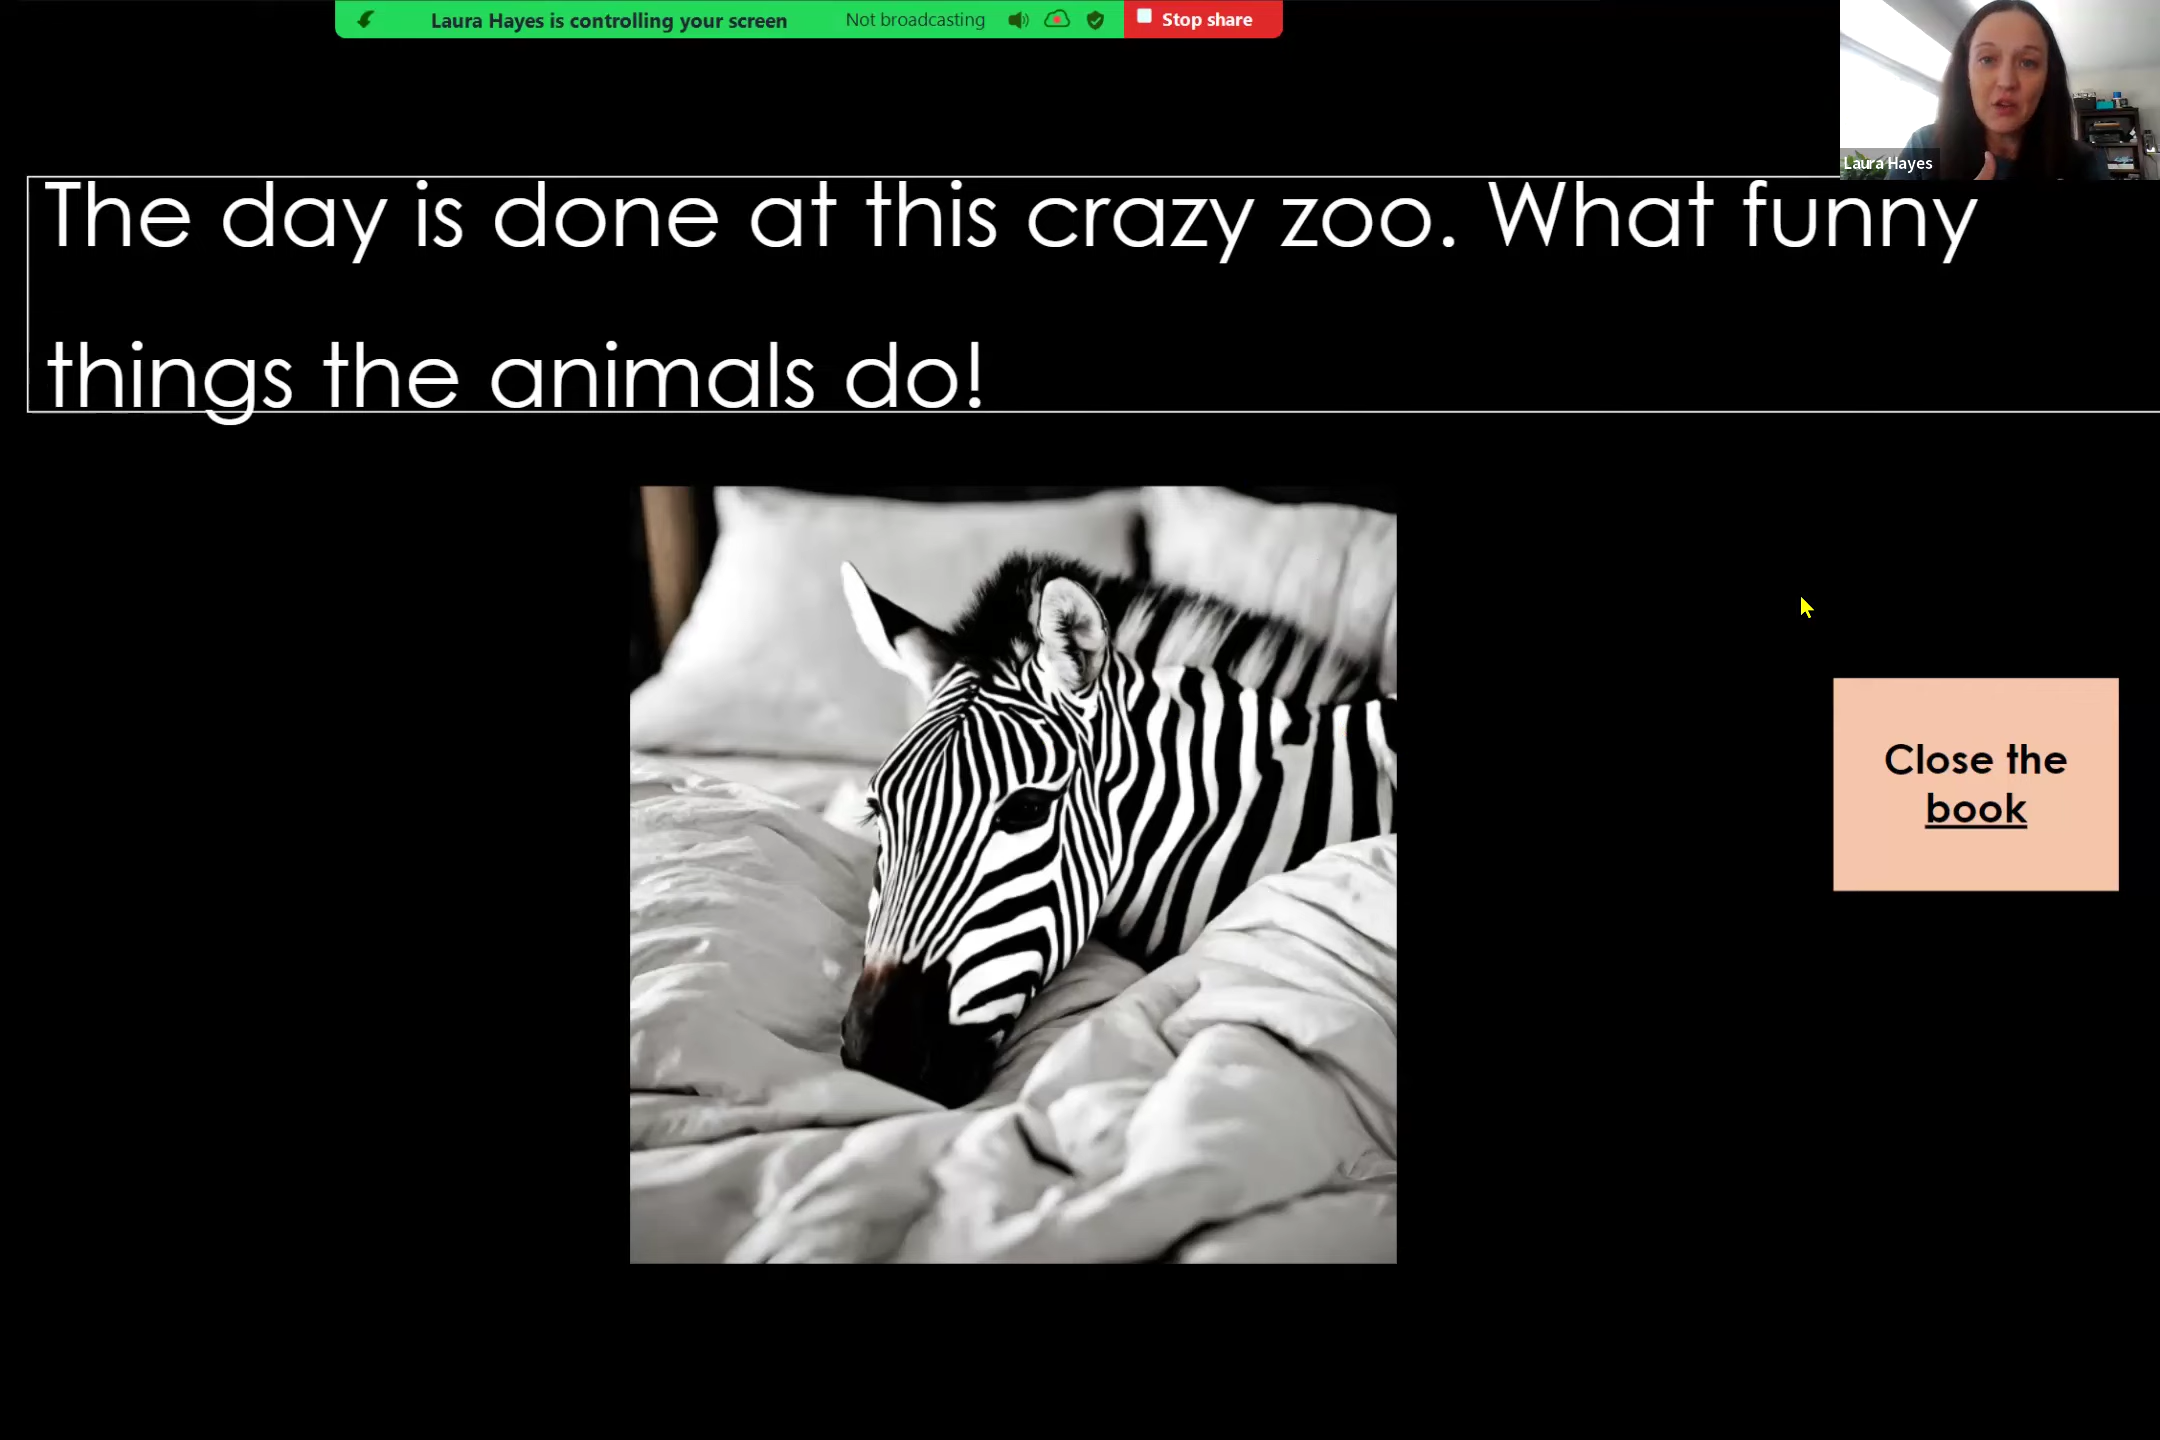 Laura Hayes is controlling your screen Not broadcasting Stop share
Laura Hayes
The day is done at this crazy zoo. What funny
things the animals do!
Close the
book